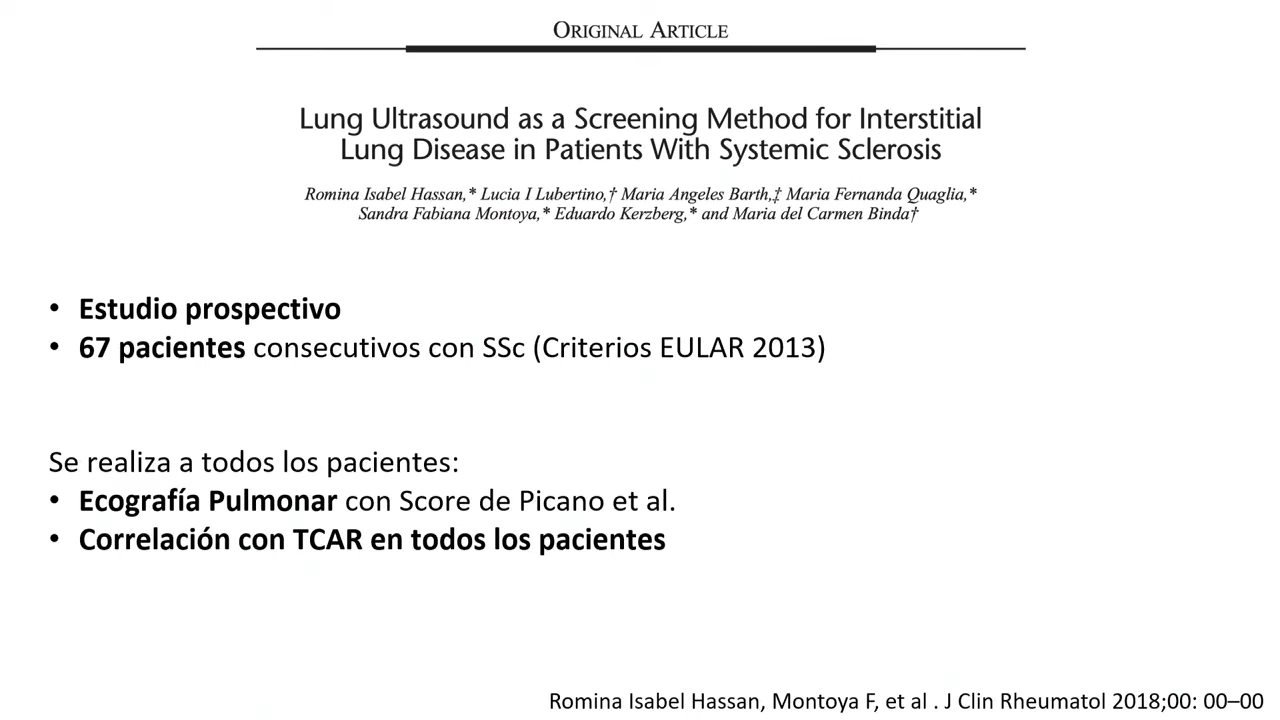 ORIGINAL ARTICLE
Lung Ultrasound as a Screening Method for Interstitial
Lung Disease in Patients With Systemic Sclerosis
Romina Isabel Hassan,* Lucia I Lubertino,† Maria Angeles Barth,‡ Maria Fernanda Quaglia,*
Sandra Fabiana Montoya,* Eduardo Kerzberg,* and Maria del Carmen Binda†
• Estudio prospectivo
• 67 pacientes consecutivos con SSc (Criterios EULAR 2013)
Se realiza a todos los pacientes:
• Ecografía Pulmonar con Score de Picano et al.
• Correlación con TCAR en todos los pacientes
Romina Isabel Hassan, Montoya F, et al . J Clin Rheumatol 2018;00: 00–00